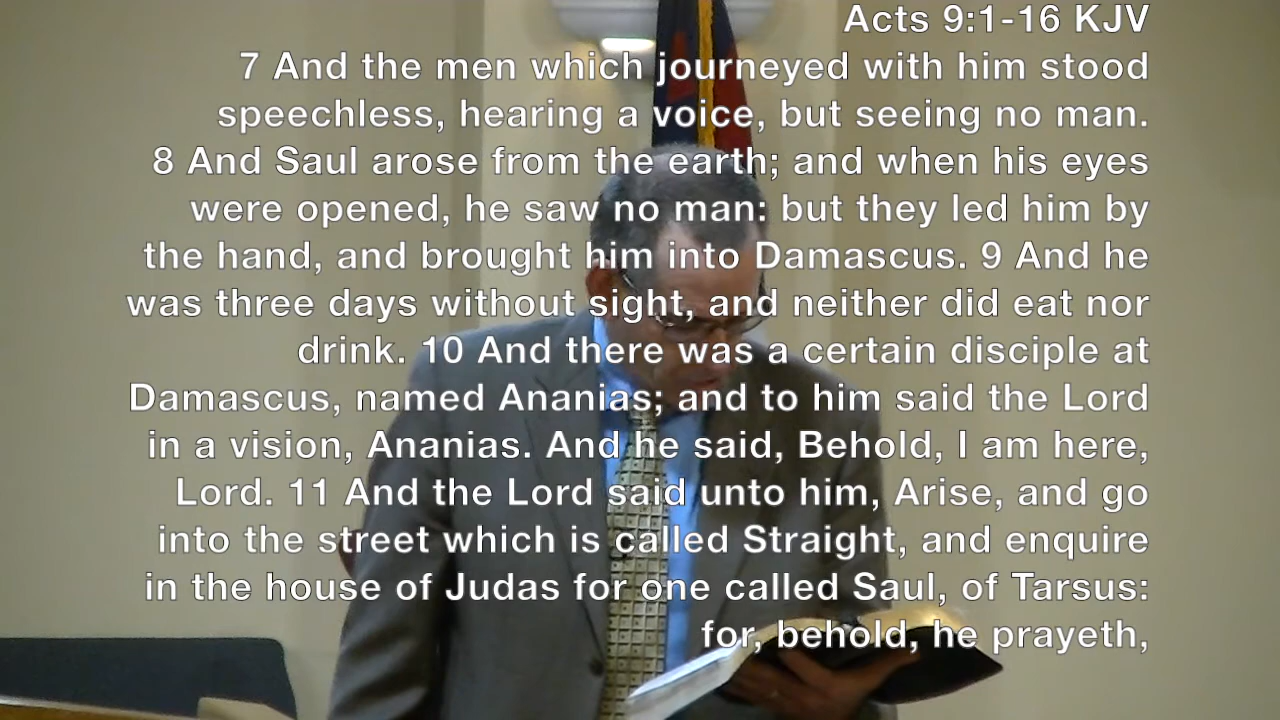 Acts 9:1-16 KJV
7 And the men which journeyed with him stood
speechless, hearing a voice, but seeing no man.
8 And Saul arose from the earth; and when his eyes
were opened, he saw no man: but they led him by
the hand, and brought him into Damascus. 9 And he
was three days without sight, and neither did eat nor
drink. 10 And there was a certain disciple at
Damascus, named Ananias; and to him said the Lord
in a vision, Ananias. And he said, Behold, I am here,
Lord. 11 And the Lord said unto him, Arise, and go
into the street which is called Straight, and enquire
in the house of Judas for one called Saul, of Tarsus:
for, behold, he prayeth,